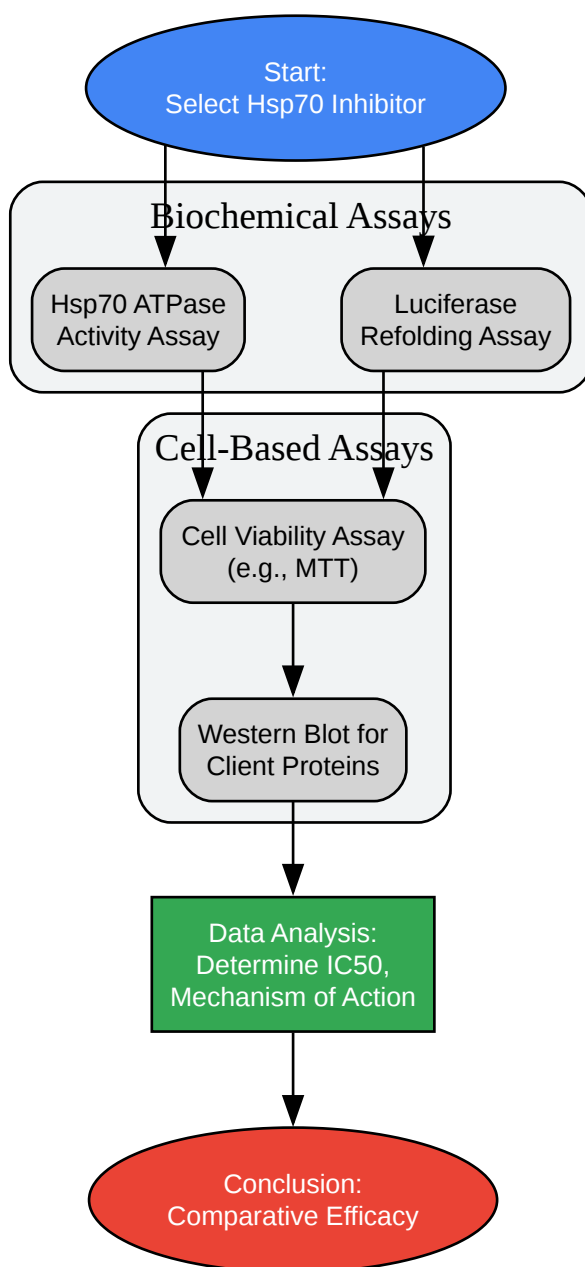 Start:
Select Hsp70 Inhibitor
Biochemical Assays
Hsp70 ATPase
Activity Assay
Luciferase
Refolding Assay
Cell-Based Assays
Cell Viability Assay
(e.g., MTT)
Western Blot for
Client Proteins
Data Analysis:
Determine IC50,
Mechanism of Action
Conclusion:
Comparative Efficacy